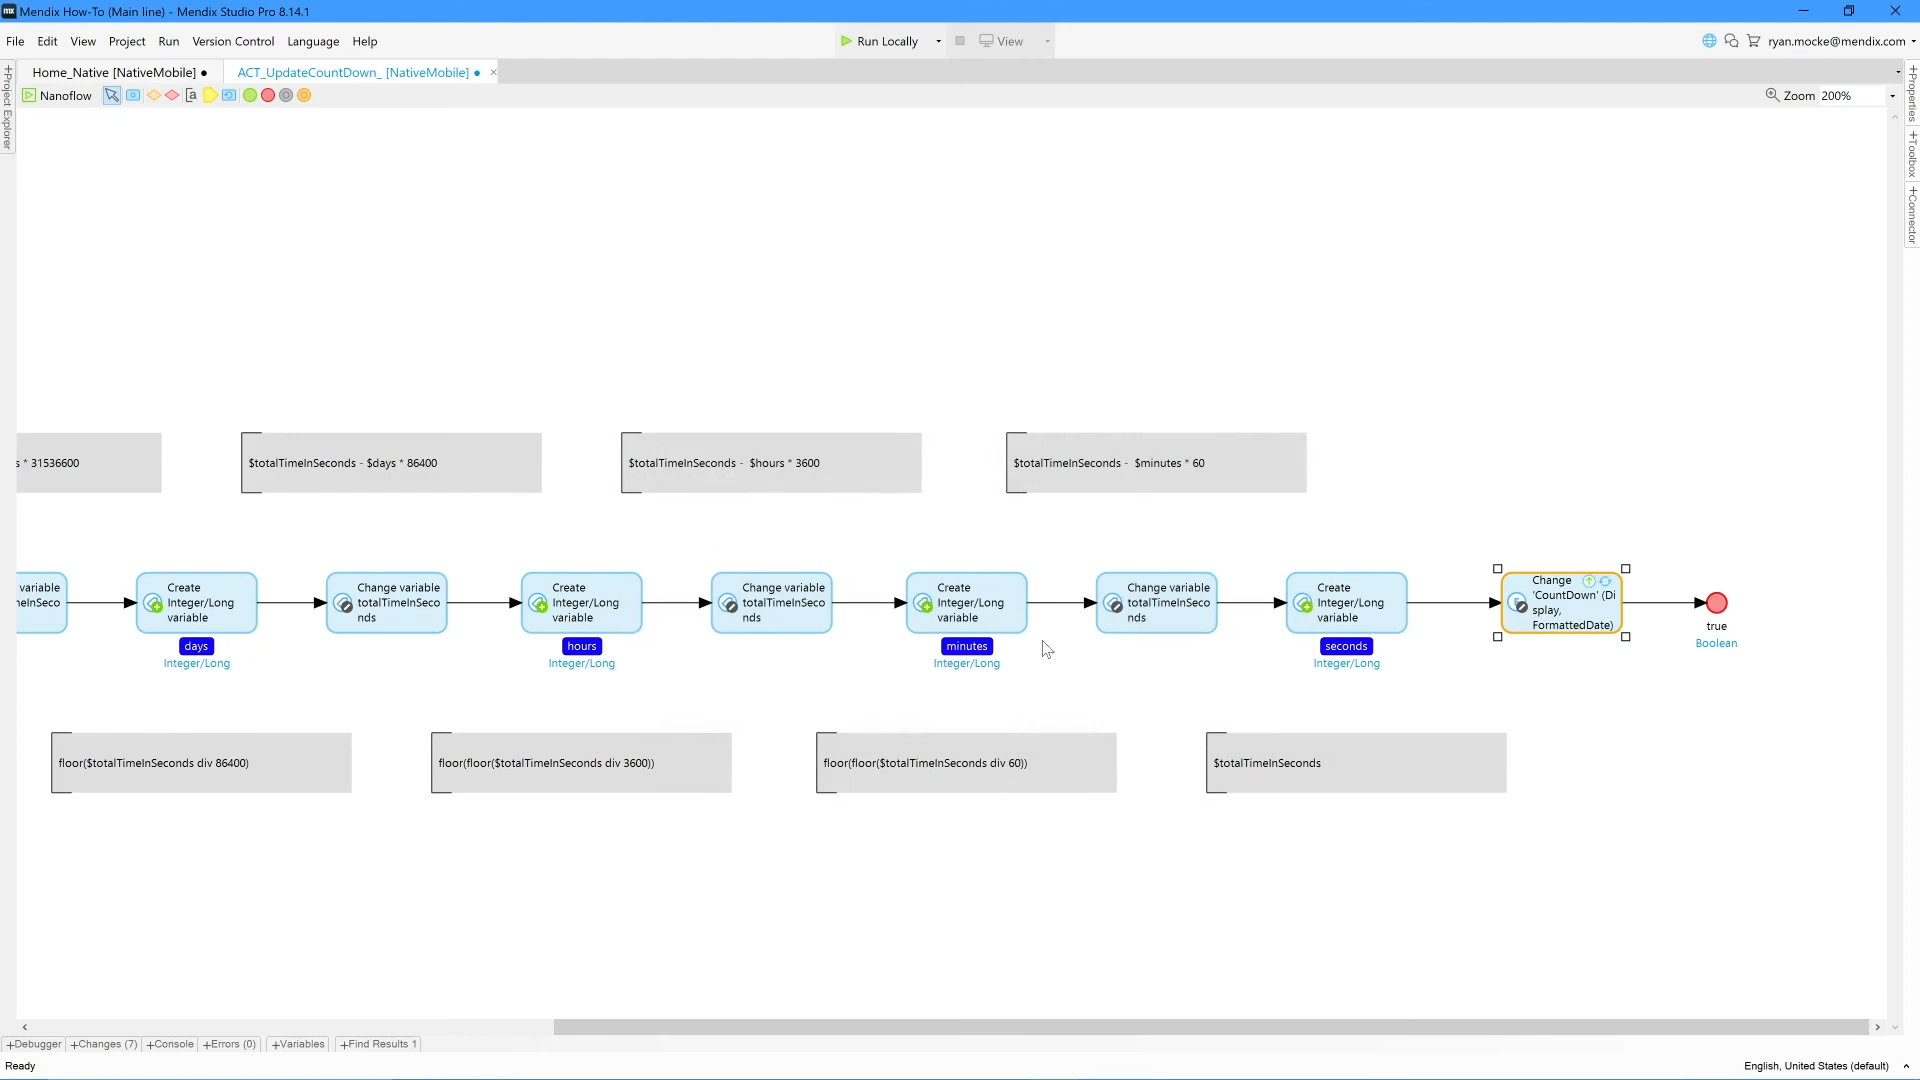 Mendix How-To (Main line) - Mendix Studio Pro 8.14.1
File Edit View Project Run Version Control Language Help
Run Locally
View
ryan.mocke@mendix.com
Home_Native [NativeMobile]
ACT_UpdateCountDown_ [NativeMobile]
Nanoflow
Zoom 200%
Project Explorer
Properties
Toolbox
Connector
s * 31536600
$totalTimeInSeconds - $days * 86400
$totalTimeInSeconds - $hours * 3600
$totalTimeInSeconds - $minutes * 60
variable
neInSeco
Create
Integer/Long
variable
days
Integer/Long
Change variable
totalTimeInSeco
nds
Create
Integer/Long
variable
hours
Integer/Long
Change variable
totalTimeInSeco
nds
Create
Integer/Long
variable
minutes
Integer/Long
Change variable
totalTimeInSeco
nds
Create
Integer/Long
variable
seconds
Integer/Long
Change
'CountDown' (Di
splay,
FormattedDate)
true
Boolean
floor($totalTimeInSeconds div 86400)
floor(floor($totalTimeInSeconds div 3600))
floor(floor($totalTimeInSeconds div 60))
$totalTimeInSeconds
Debugger
Changes (7)
Console
Errors (0)
Variables
Find Results 1
Ready
English, United States (default)